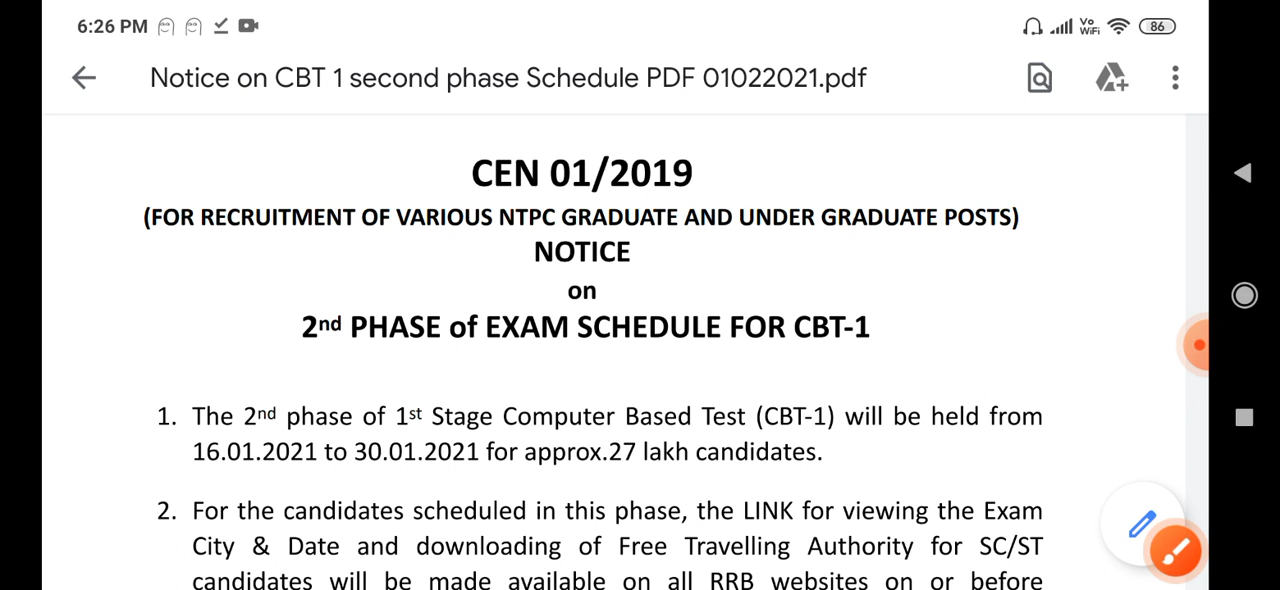 6:26 PM
Vo WiFi 86
Notice on CBT 1 second phase Schedule PDF 01022021.pdf
CEN 01/2019
(FOR RECRUITMENT OF VARIOUS NTPC GRADUATE AND UNDER GRADUATE POSTS)
NOTICE
on
2nd PHASE of EXAM SCHEDULE FOR CBT-1
1. The 2nd phase of 1st Stage Computer Based Test (CBT-1) will be held from
16.01.2021 to 30.01.2021 for approx.27 lakh candidates.
2. For the candidates scheduled in this phase, the LINK for viewing the Exam
City & Date and downloading of Free Travelling Authority for SC/ST
candidates will be made available on all RRB websites on or before